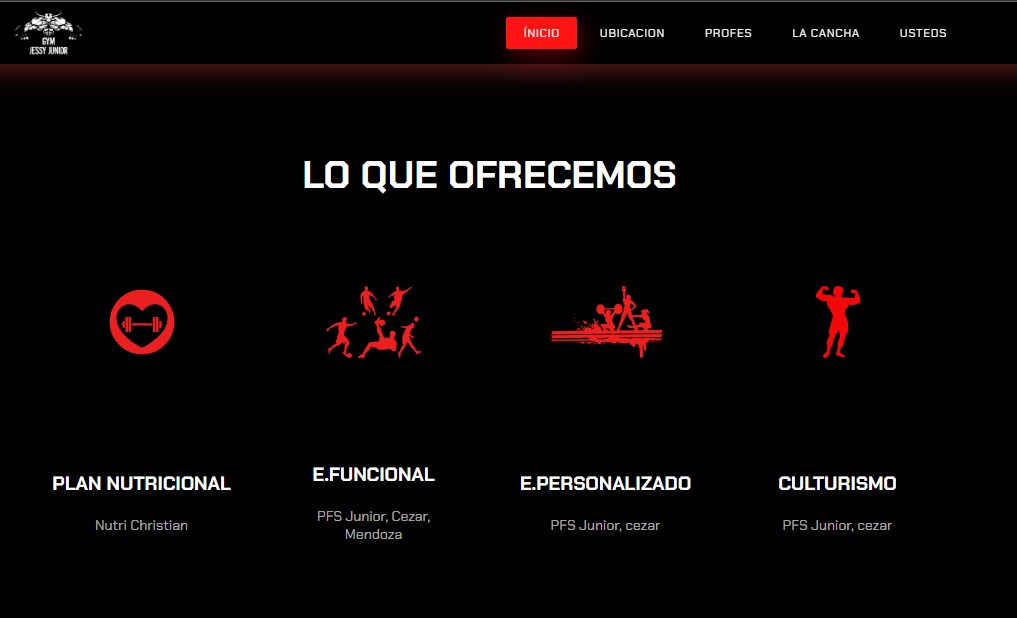 GYM
JESSY JUNIOR
ÍNICIO
UBICACION
PROFES
LA CANCHA
USTEDS
LO QUE OFRECEMOS
PLAN NUTRICIONAL
Nutri Christian
E.FUNCIONAL
PFS Junior, Cezar,
Mendoza
E.PERSONALIZADO
PFS Junior, cezar
CULTURISMO
PFS Junior, cezar